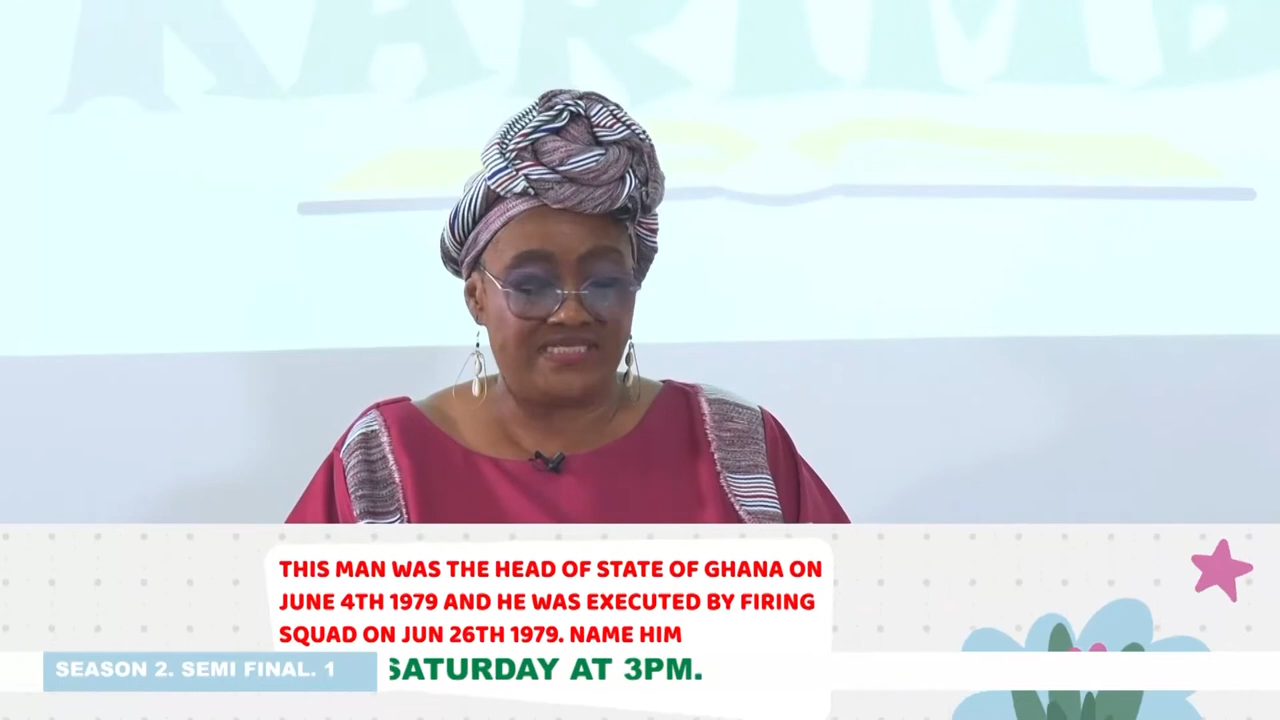 THIS MAN WAS THE HEAD OF STATE OF GHANA ON
JUNE 4TH 1979 AND HE WAS EXECUTED BY FIRING
SQUAD ON JUN 26TH 1979. NAME HIM
SEASON 2. SEMI FINAL. 1
SATURDAY AT 3PM.